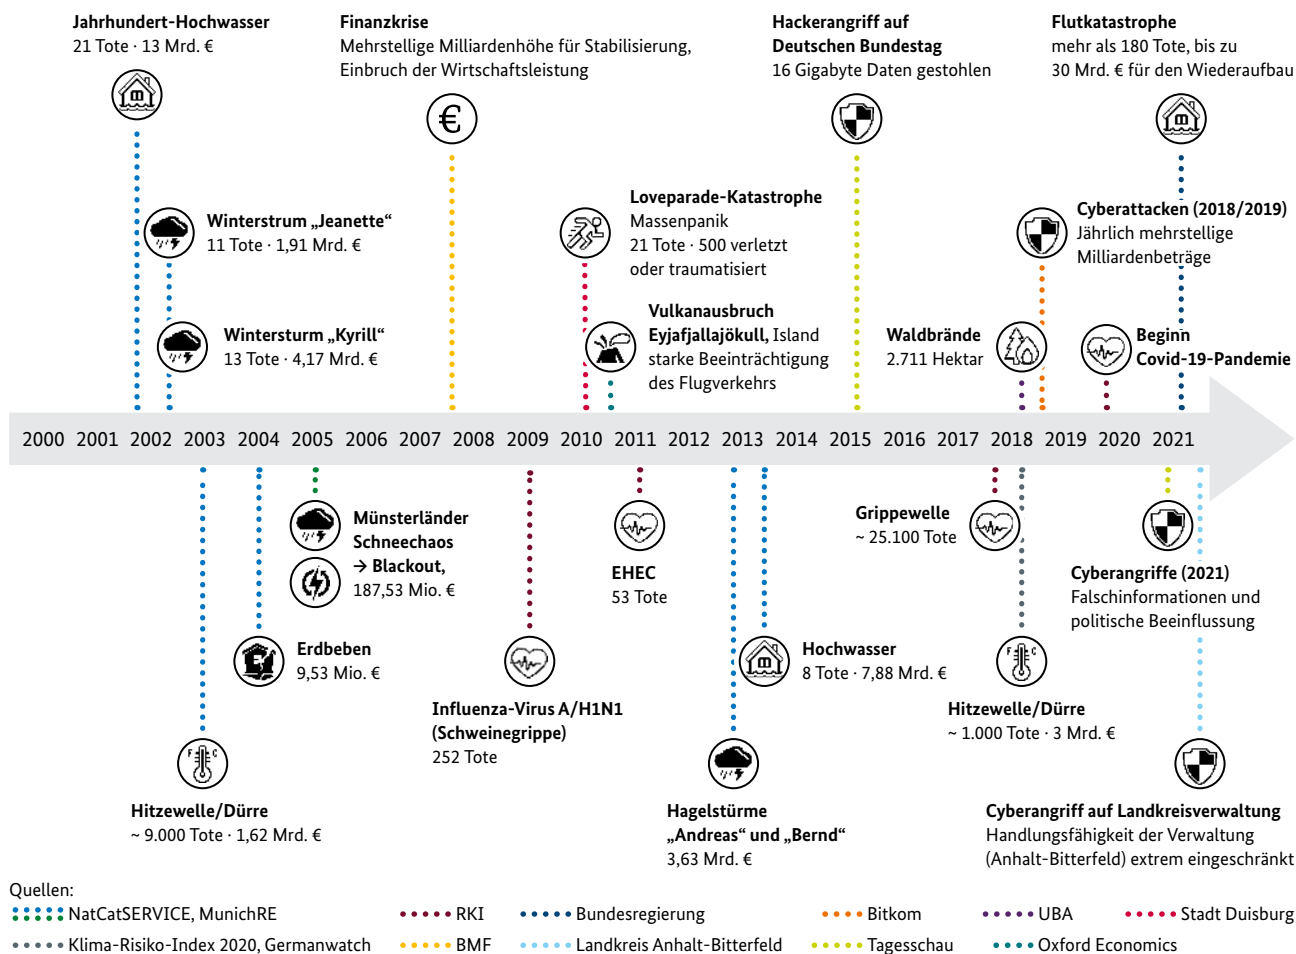 Jahrhundert-Hochwasser
21 Tote · 13 Mrd. €
Finanzkrise
Mehrstellige Milliardenhöhe für Stabilisierung,
Einbruch der Wirtschaftsleistung
€
Hackerangriff auf
Deutschen Bundestag
16 Gigabyte Daten gestohlen
Flutkatastrophe
mehr als 180 Tote, bis zu
30 Mrd. € für den Wiederaufbau
Winterstrum „Jeanette“
11 Tote · 1,91 Mrd. €
Loveparade-Katastrophe
Massenpanik
21 Tote · 500 verletzt
oder traumatisiert
Cyberattacken (2018/2019)
Jährlich mehrstellige
Milliardenbeträge
Wintersturm „Kyrill“
13 Tote · 4,17 Mrd. €
Vulkanausbruch
Eyjafjallajökull, Island
starke Beeinträchtigung
des Flugverkehrs
Waldbrände
2.711 Hektar
Beginn
Covid-19-Pandemie
2000 2001 2002 2003 2004 2005 2006 2007 2008 2009 2010 2011 2012 2013 2014 2015 2016 2017 2018 2019 2020 2021
Münsterländer
Schneechaos
→ Blackout,
187,53 Mio. €
EHEC
53 Tote
Grippewelle
~ 25.100 Tote
Cyberangriffe (2021)
Falschinformationen und
politische Beeinflussung
Erdbeben
9,53 Mio. €
Influenza-Virus A/H1N1
(Schweinegrippe)
252 Tote
Hochwasser
8 Tote · 7,88 Mrd. €
F C
Hitzewelle/Dürre
~ 1.000 Tote · 3 Mrd. €
F C
Hitzewelle/Dürre
~ 9.000 Tote · 1,62 Mrd. €
Hagelstürme
„Andreas“ und „Bernd“
3,63 Mrd. €
Cyberangriff auf Landkreisverwaltung
Handlungsfähigkeit der Verwaltung
(Anhalt-Bitterfeld) extrem eingeschränkt
Quellen:
NatCatSERVICE, MunichRE RKI Bundesregierung Bitkom UBA Stadt Duisburg
Klima-Risiko-Index 2020, Germanwatch BMF Landkreis Anhalt-Bitterfeld Tagesschau Oxford Economics